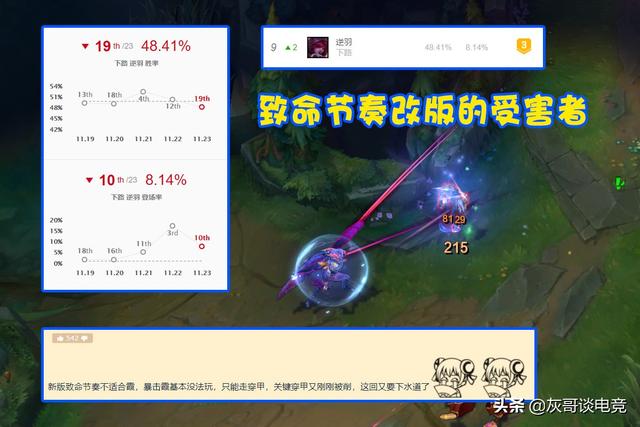 19th/23 48.41%
下路 逆羽 胜率
54%
51%
48%
45%
42%
13th
18th
4th
12th
19th
11.19 11.20 11.21 11.22 11.23
10th/23 8.14%
下路 逆羽 登场率
20%
15%
10%
5%
0%
18th
16th
11th
3rd
10th
11.19 11.20 11.21 11.22 11.23
9 2 逆羽 48.41% 8.14% 3
下路
致命节奏改版的受害者
8129
215
542
新版致命节奏不适合霞，暴击霞基本没法玩，只能走穿甲，关键穿甲又刚刚被削，这回又要下水道了
头条 @灰哥谈电竞